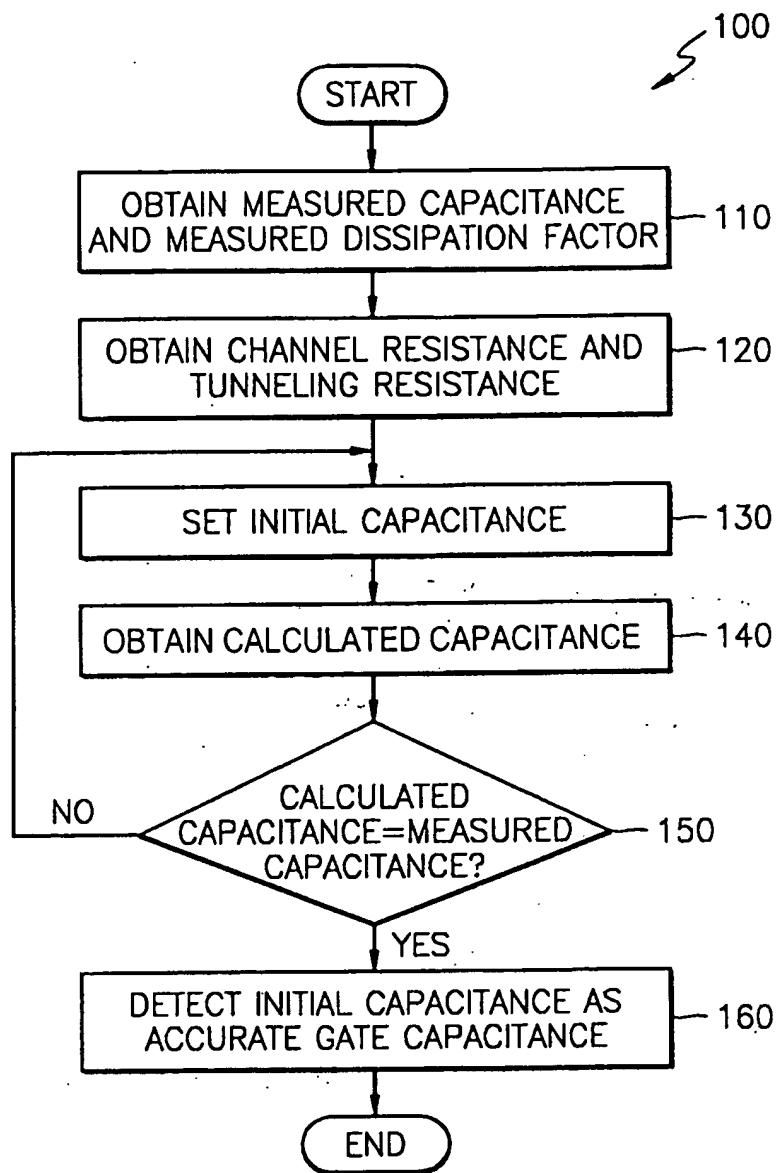 100
START
OBTAIN MEASURED CAPACITANCE
AND MEASURED DISSIPATION FACTOR
110
OBTAIN CHANNEL RESISTANCE AND
TUNNELING RESISTANCE
120
SET INITIAL CAPACITANCE
130
OBTAIN CALCULATED CAPACITANCE
140
CALCULATED
CAPACITANCE=MEASURED
CAPACITANCE?
150
NO
YES
DETECT INITIAL CAPACITANCE AS
ACCURATE GATE CAPACITANCE
160
END